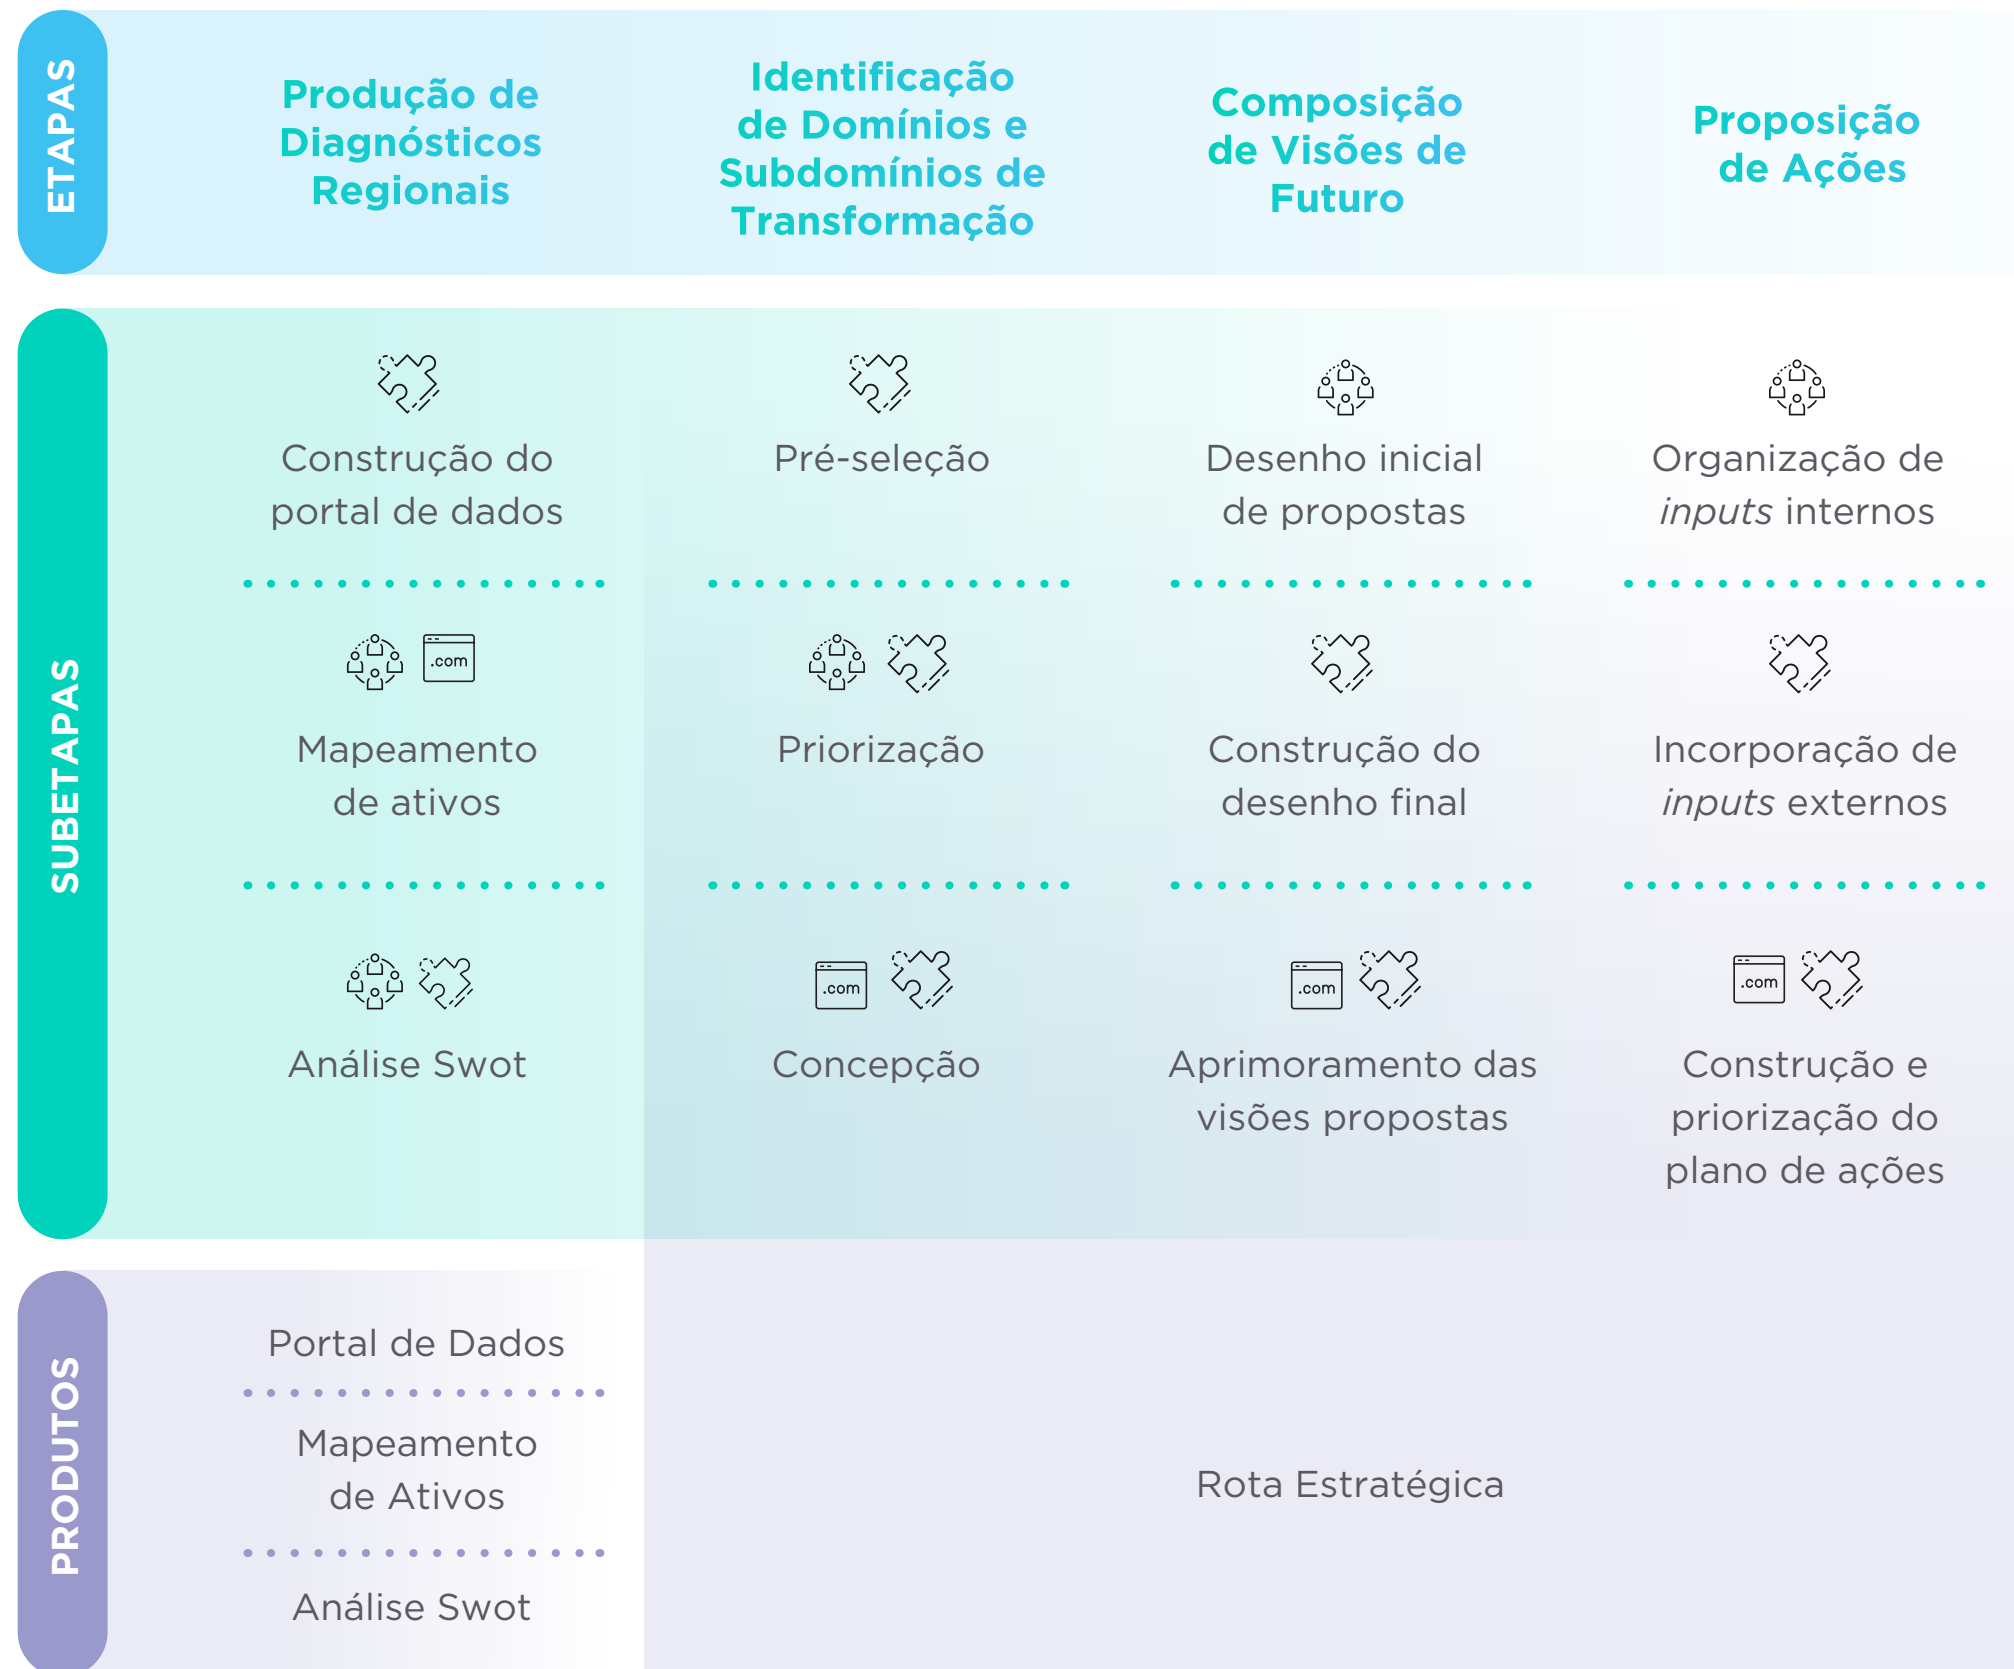 ETAPAS
Produção de
Diagnósticos
Regionais
Identificação
de Domínios e
Subdomínios de
Transformação
Composição
de Visões de
Futuro
Proposição
de Ações
SUBETAPAS
Construção do
portal de dados
Pré-seleção
Desenho inicial
de propostas
Organização de
inputs internos
.com
Mapeamento
de ativos
Priorização
Construção do
desenho final
Incorporação de
inputs externos
Análise Swot
.com
Concepção
.com
Aprimoramento das
visões propostas
.com
Construção e
priorização do
plano de ações
PRODUTOS
Portal de Dados
Mapeamento
de Ativos
Análise Swot
Rota Estratégica